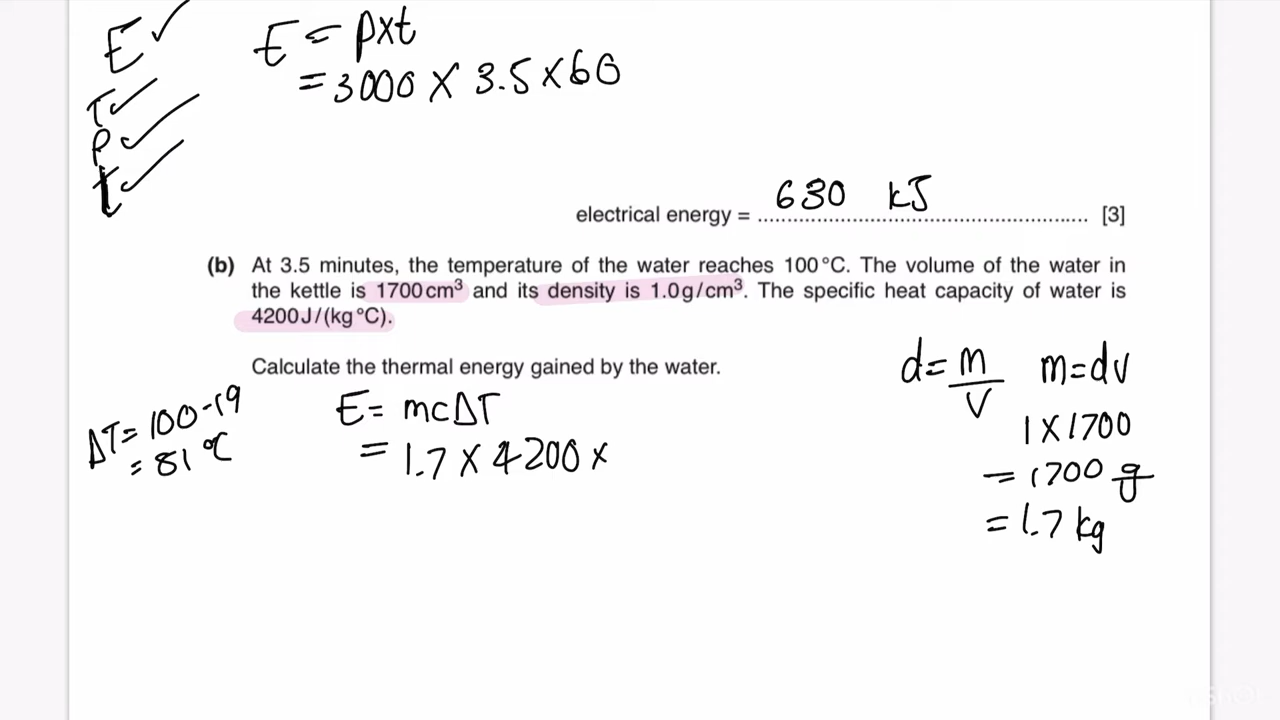 E ✓
T ✓
P ✓
t ✓
E = pxt
= 3000 × 3.5 × 60
electrical energy = 630 kJ [3]
(b) At 3.5 minutes, the temperature of the water reaches 100 °C. The volume of the water in
the kettle is 1700 cm³ and its density is 1.0 g/cm³. The specific heat capacity of water is
4200 J/(kg °C).
Calculate the thermal energy gained by the water.
ΔT = 100-19
= 81 °C
E = mcΔT
= 1.7 × 4200 ×
d = m/v m = dv
1 × 1700
= 1700 g
= 1.7 kg